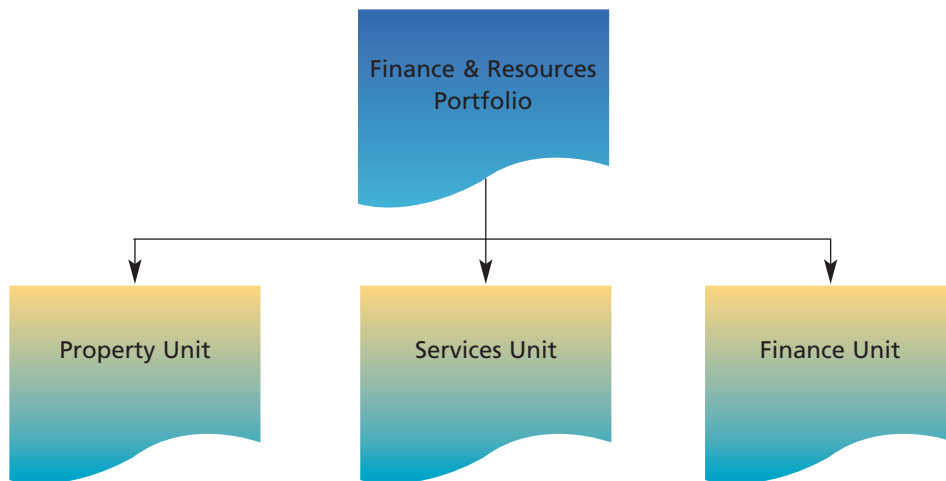 Finance & Resources
Portfolio
Property Unit
Services Unit
Finance Unit